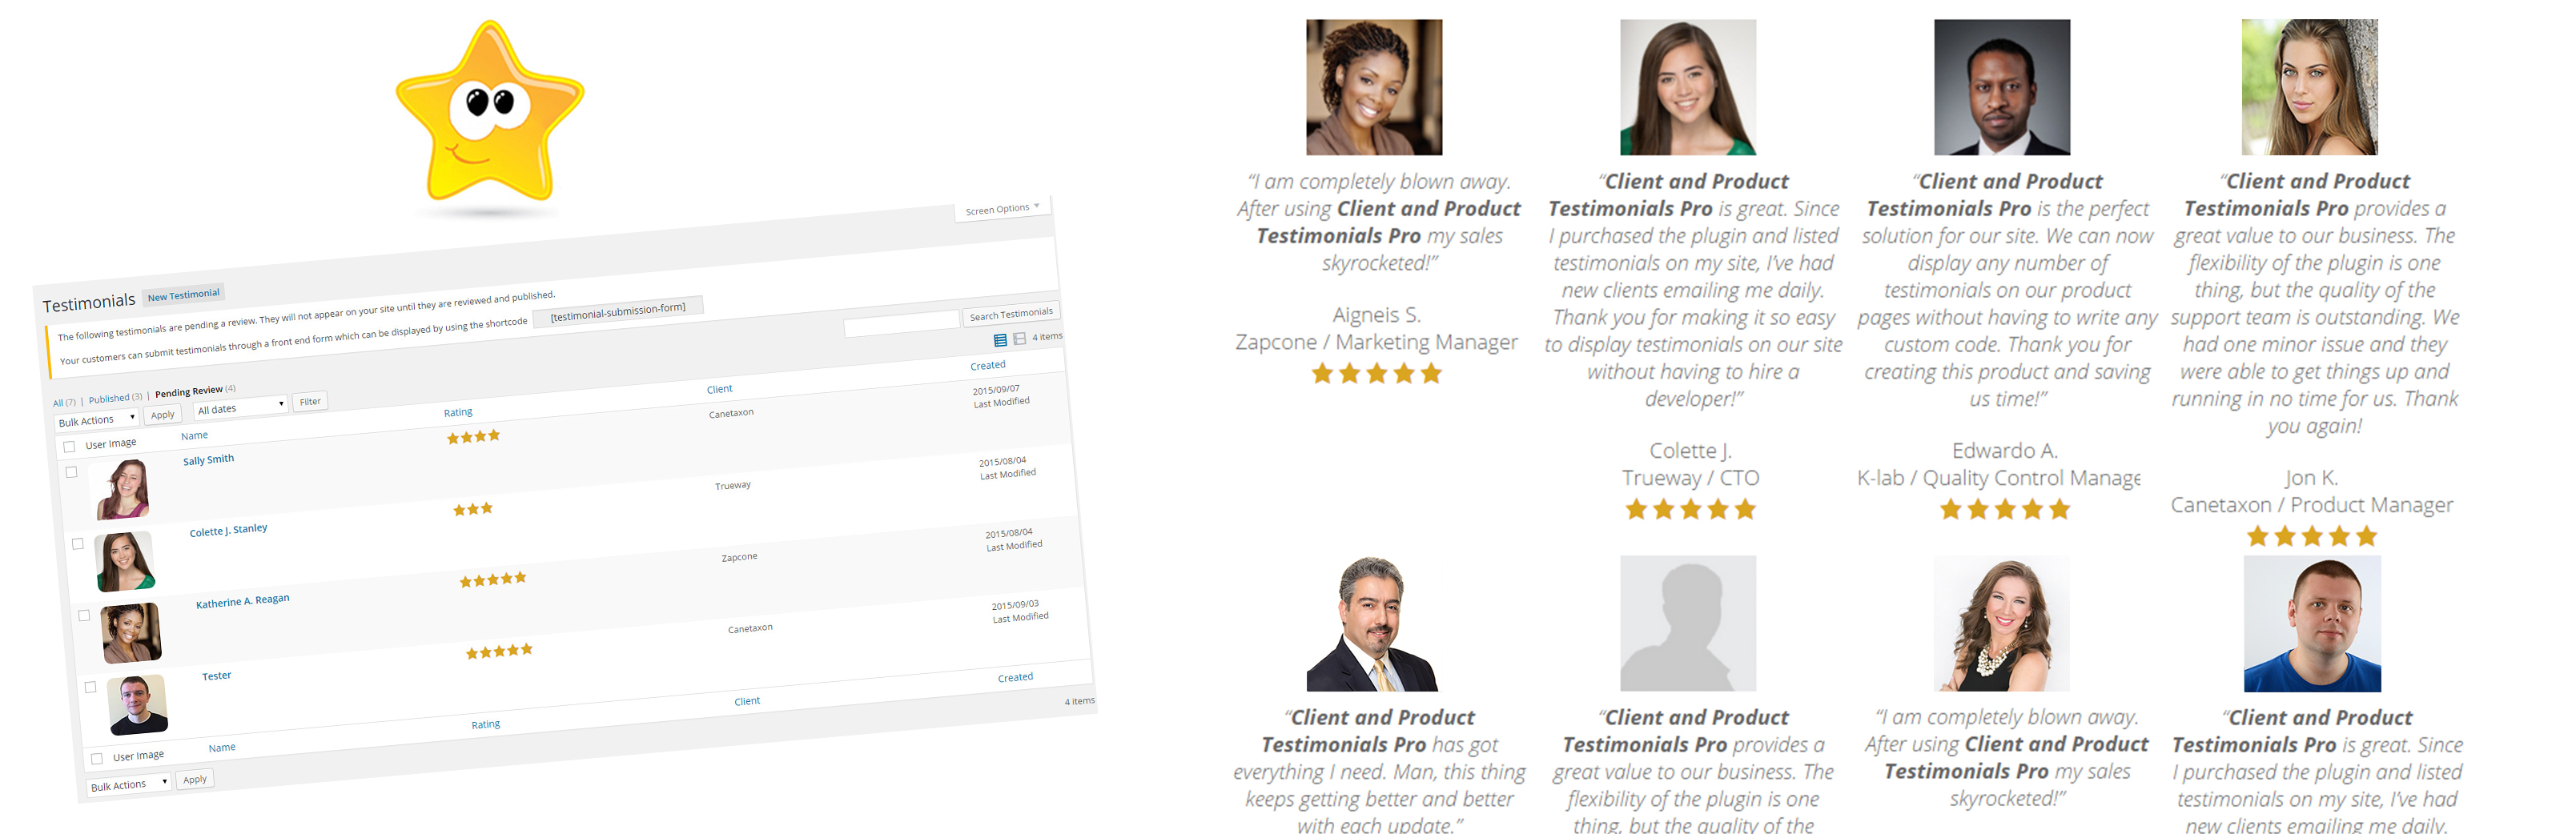 Screen Options
Testimonials New Testimonial
The following testimonials are pending a review. They will not appear on your site until they are reviewed and published.
Your customers can submit testimonials through a front end form which can be displayed by using the shortcode [testimonial-submission-form]
Search Testimonials
4 items
All (7) | Published (3) | Pending Review (4)
Bulk Actions Apply All dates Filter
User Image Name Rating Client Created
Sally Smith Canetaxon 2015/09/07
Last Modified
Colette J. Stanley Trueway 2015/08/04
Last Modified
Katherine A. Reagan Zapcone 2015/08/04
Last Modified
Tester Canetaxon 2015/09/03
Last Modified
User Image Name Rating Client Created
Bulk Actions Apply
4 items
“I am completely blown away.
After using Client and Product
Testimonials Pro my sales
skyrocketed!”
Aigneis S.
Zapcone / Marketing Manager
“Client and Product
Testimonials Pro is great. Since
I purchased the plugin and listed
testimonials on my site, I’ve had
new clients emailing me daily.
Thank you for making it so easy
to display testimonials on our site
without having to hire a
developer!”
Colette J.
Trueway / CTO
“Client and Product
Testimonials Pro is the perfect
solution for our site. We can now
display any number of
testimonials on our product
pages without having to write any
custom code. Thank you for
creating this product and saving
us time!”
Edwardo A.
K-lab / Quality Control Manage
“Client and Product
Testimonials Pro provides a
great value to our business. The
flexibility of the plugin is one
thing, but the quality of the
support team is outstanding. We
had one minor issue and they
were able to get things up and
running in no time for us. Thank
you again!
Jon K.
Canetaxon / Product Manager
“Client and Product
Testimonials Pro has got
everything I need. Man, this thing
keeps getting better and better
with each update.”
“Client and Product
Testimonials Pro provides a
great value to our business. The
flexibility of the plugin is one
thing, but the quality of the
“I am completely blown away.
After using Client and Product
Testimonials Pro my sales
skyrocketed!”
“Client and Product
Testimonials Pro is great. Since
I purchased the plugin and listed
testimonials on my site, I’ve had
new clients emailing me daily.